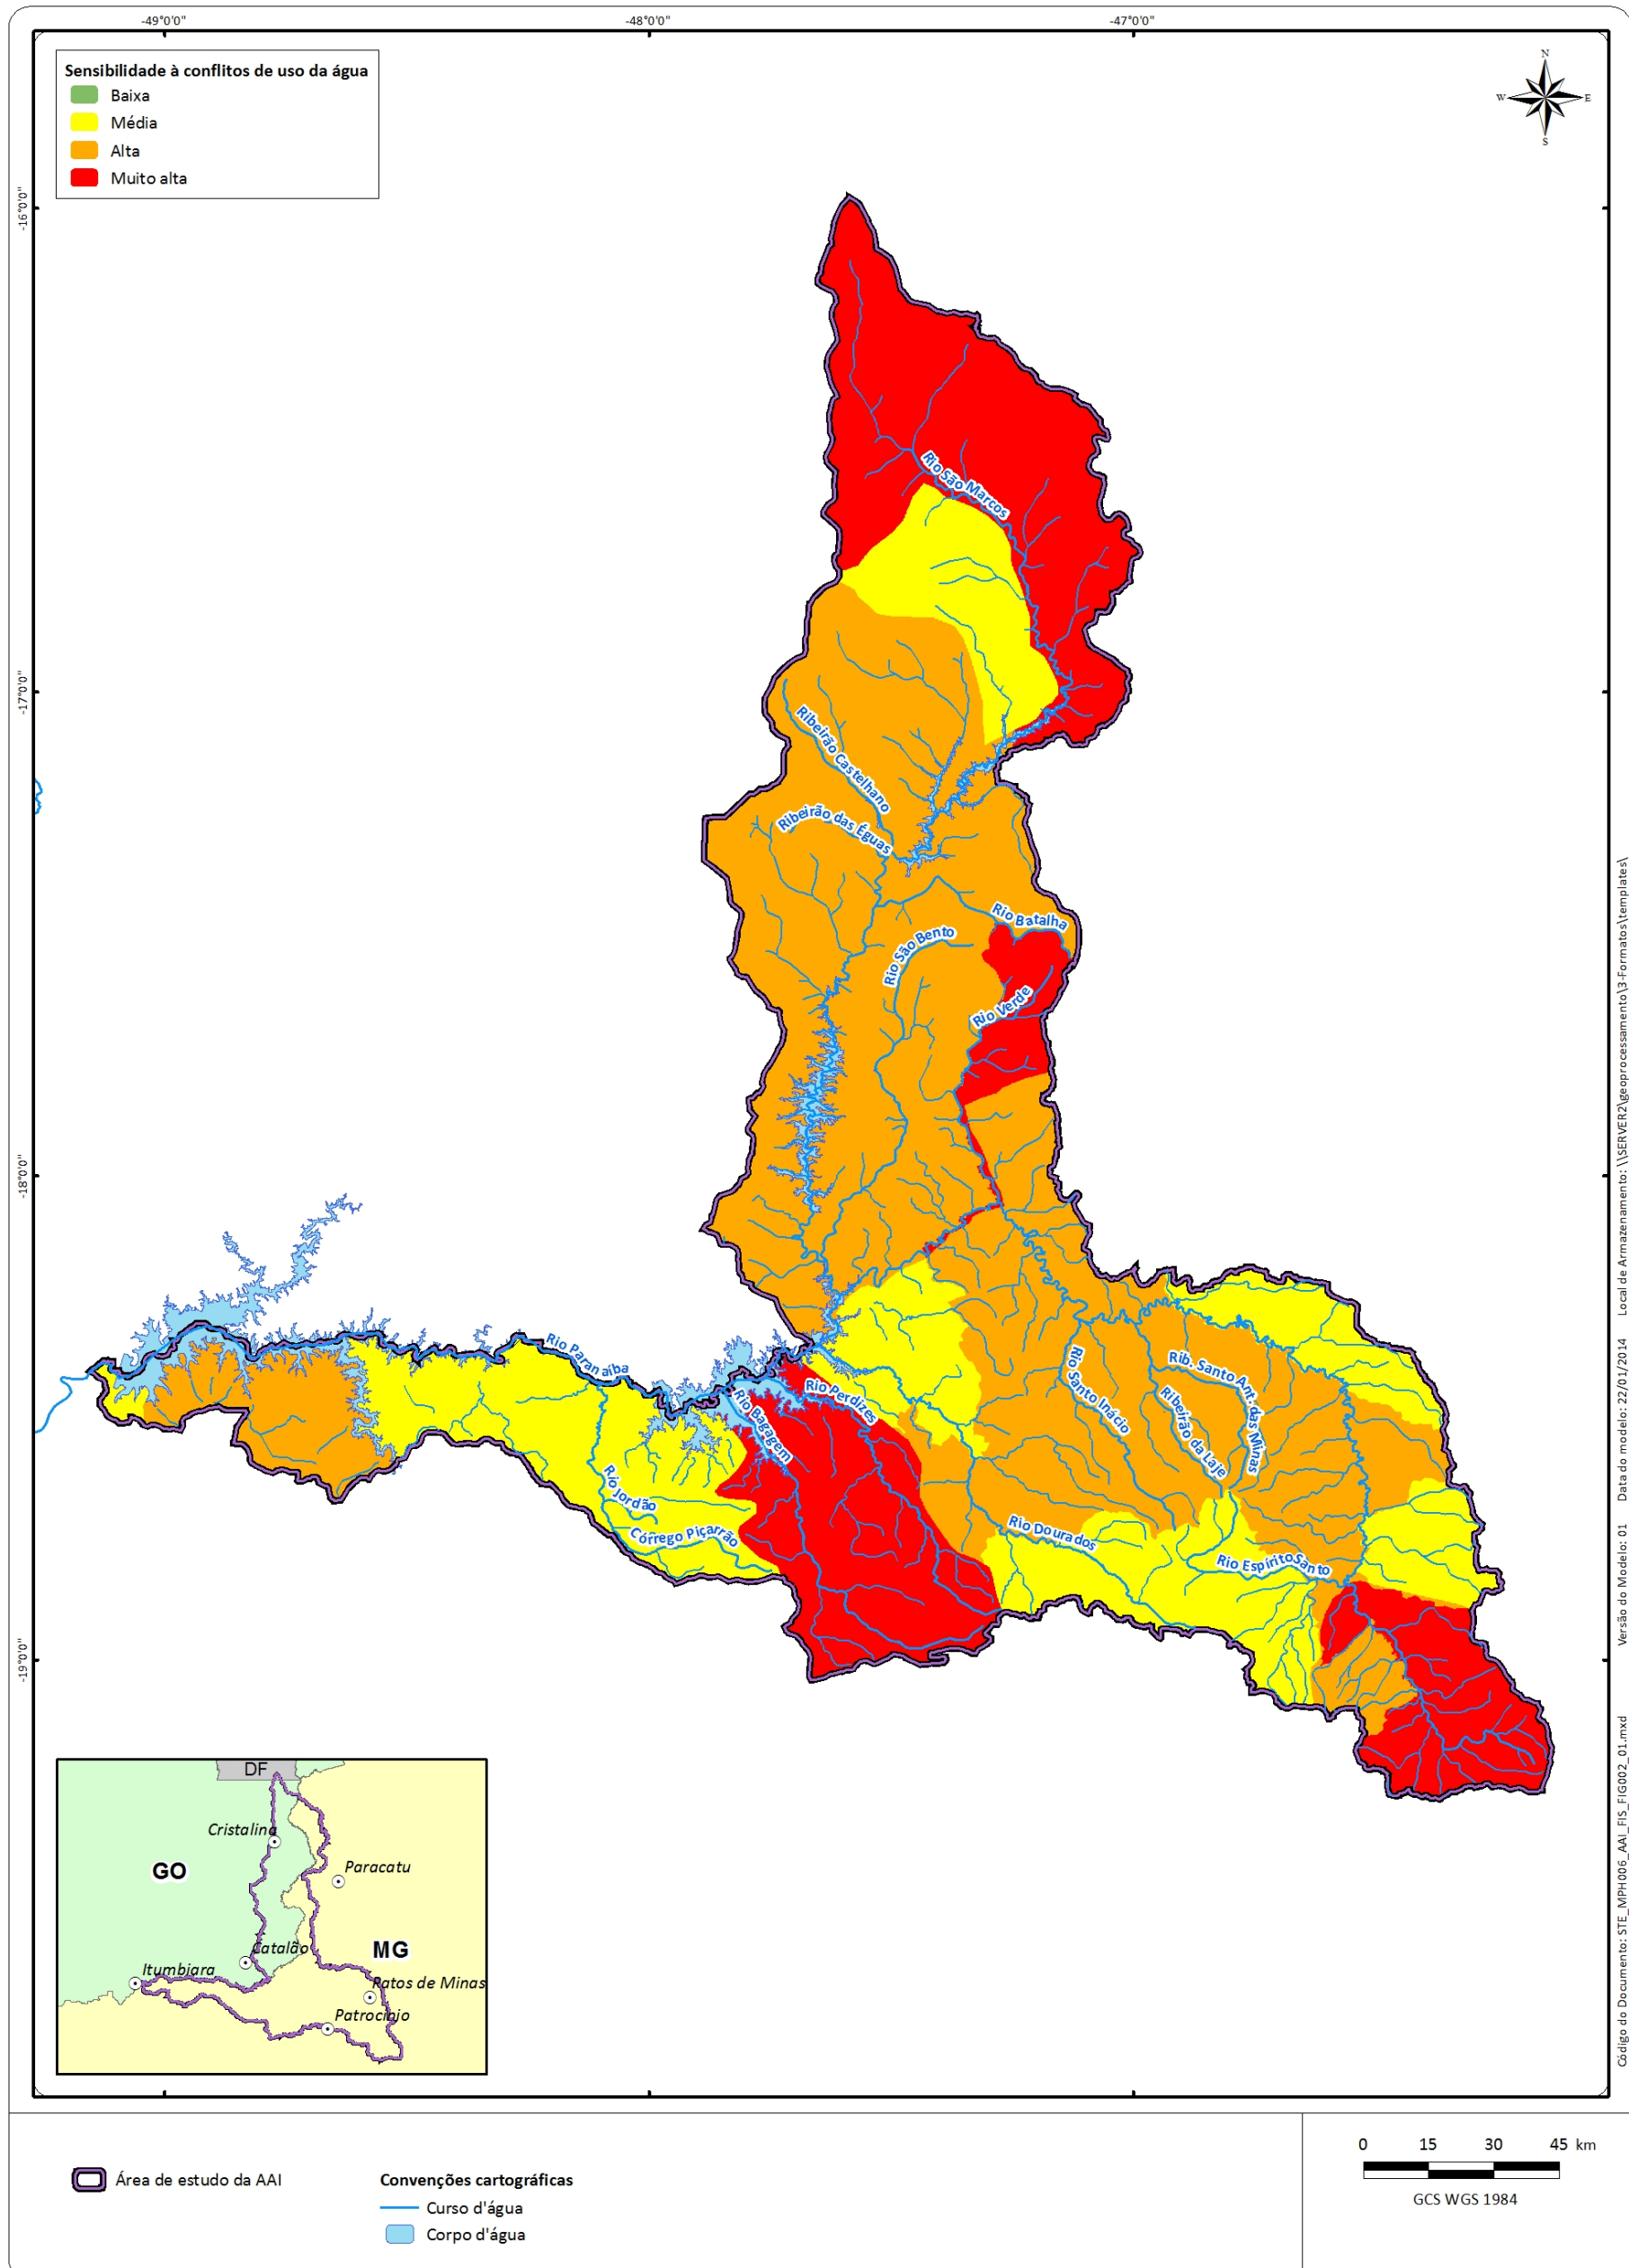 -49°0'0"
-48°0'0"
-47°0'0"
Sensibilidade à conflitos de uso da água
Baixa
Média
Alta
Muito alta
N
W
E
S
-16°0'0"
-17°0'0"
-18°0'0"
-19°0'0"
Rio São Marcos
Ribeirão Castelhano
Ribeirão das Éguas
Rio Batalha
Rio São Bento
Rio Verde
Rio Paranaíba
Rio Perdizes
Rio Bagagem
Rio Santo Inácio
Rib. Santo Ant. das Minas
Ribeirão da Laje
Rio Jordão
Córrego Piçarrão
Rio Dourados
Rio Espírito Santo
DF
Cristalina
GO
Paracatu
Catalão
MG
Itumbiara
Patos de Minas
Patrocínio
Código do Documento: STE_MPH006_AAI_FIS_FIG002_01.mxd
Versão do Modelo: 01
Data do modelo: 22/01/2014
Local de Armazenamento: \\SERVER2\geoprocessamento\3-Formatos\templates\
Área de estudo da AAI
Convenções cartográficas
Curso d'água
Corpo d'água
0 15 30 45 km
GCS WGS 1984